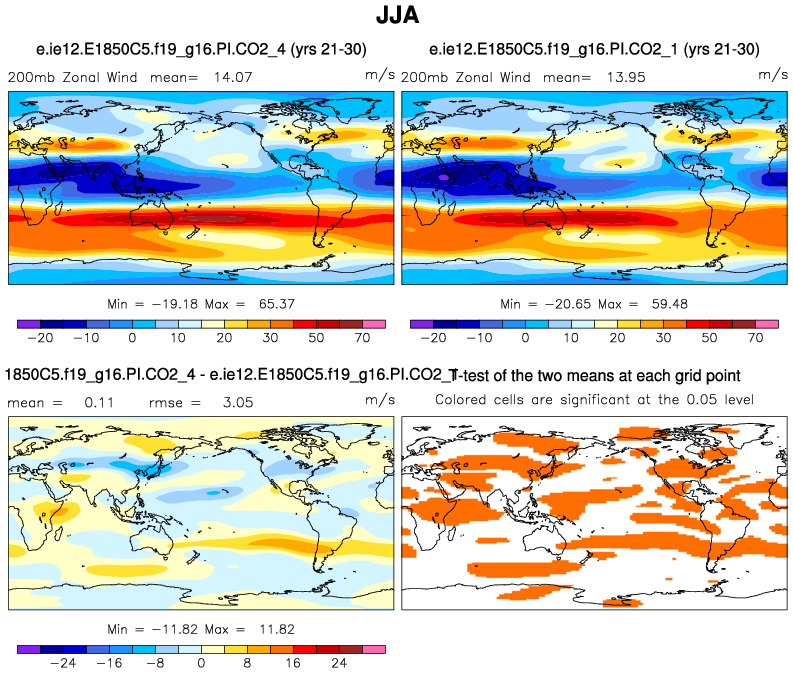 JJA
e.ie12.E1850C5.f19_g16.PI.CO2_4 (yrs 21-30)
e.ie12.E1850C5.f19_g16.PI.CO2_1 (yrs 21-30)
200mb Zonal Wind mean= 14.07 m/s
200mb Zonal Wind mean= 13.95 m/s
Min = −19.18 Max = 65.37
Min = −20.65 Max = 59.48
−20 −10 0 10 20 30 50 70
−20 −10 0 10 20 30 50 70
1850C5.f19_g16.PI.CO2_4 - e.ie12.E1850C5.f19_g16.PI.CO2_1
T-test of the two means at each grid point
mean = 0.11 rmse = 3.05 m/s
Colored cells are significant at the 0.05 level
Min = −11.82 Max = 11.82
−24 −16 −8 0 8 16 24